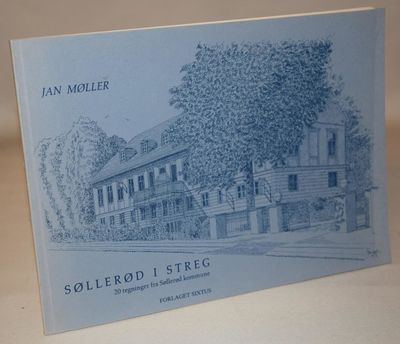 JAN MØLLER
SØLLERØD I STREG
20 tegninger fra Søllerød kommune
FORLAGET SIXTUS